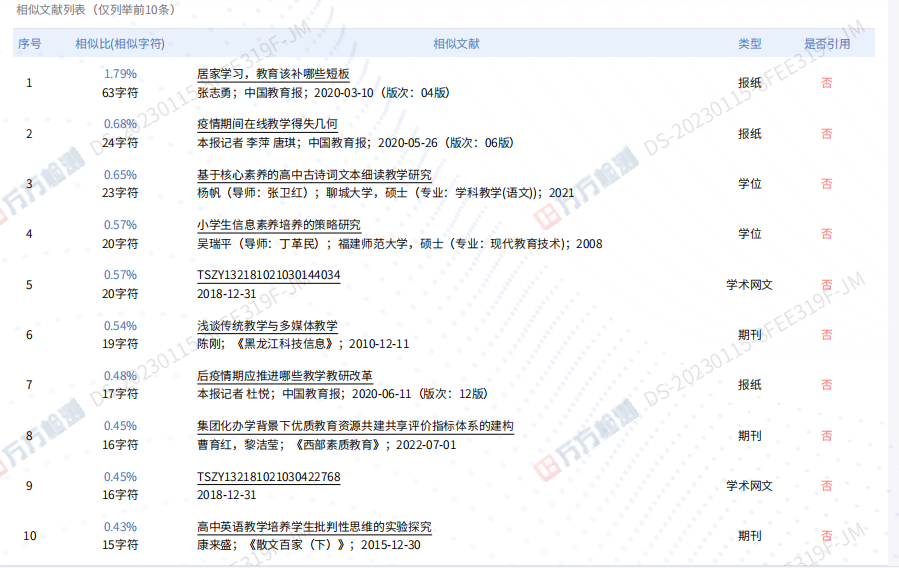 相似文献列表（仅列举前10条）
序号 相似比(相似字符) 相似文献 类型 是否引用
1 1.79% 居家学习，教育该补哪些短板 报纸 否
63字符 张志勇；中国教育报；2020-03-10（版次：04版）
2 0.68% 疫情期间在线教学得失几何 报纸 否
24字符 本报记者 李萍 唐琪；中国教育报；2020-05-26（版次：06版）
3 0.65% 基于核心素养的高中古诗词文本细读教学研究 学位 否
23字符 杨帆（导师：张卫红）；聊城大学，硕士（专业：学科教学(语文)）；2021
4 0.57% 小学生信息素养培养的策略研究 学位 否
20字符 吴瑞平（导师：丁革民）；福建师范大学，硕士（专业：现代教育技术)；2008
5 0.57% TSZY132181021030144034 学术网文 否
20字符 2018-12-31
6 0.54% 浅谈传统教学与多媒体教学 期刊 否
19字符 陈刚；《黑龙江科技信息》；2010-12-11
7 0.48% 后疫情期应推进哪些教学教研改革 报纸 否
17字符 本报记者 杜悦；中国教育报；2020-06-11（版次：12版）
8 0.45% 集团化办学背景下优质教育资源共建共享评价指标体系的建构 期刊 否
16字符 曹育红，黎洁莹；《西部素质教育》；2022-07-01
9 0.45% TSZY132181021030422768 学术网文 否
16字符 2018-12-31
10 0.43% 高中英语教学培养学生批判性思维的实验探究 期刊 否
15字符 康来盛；《散文百家（下）》；2015-12-30